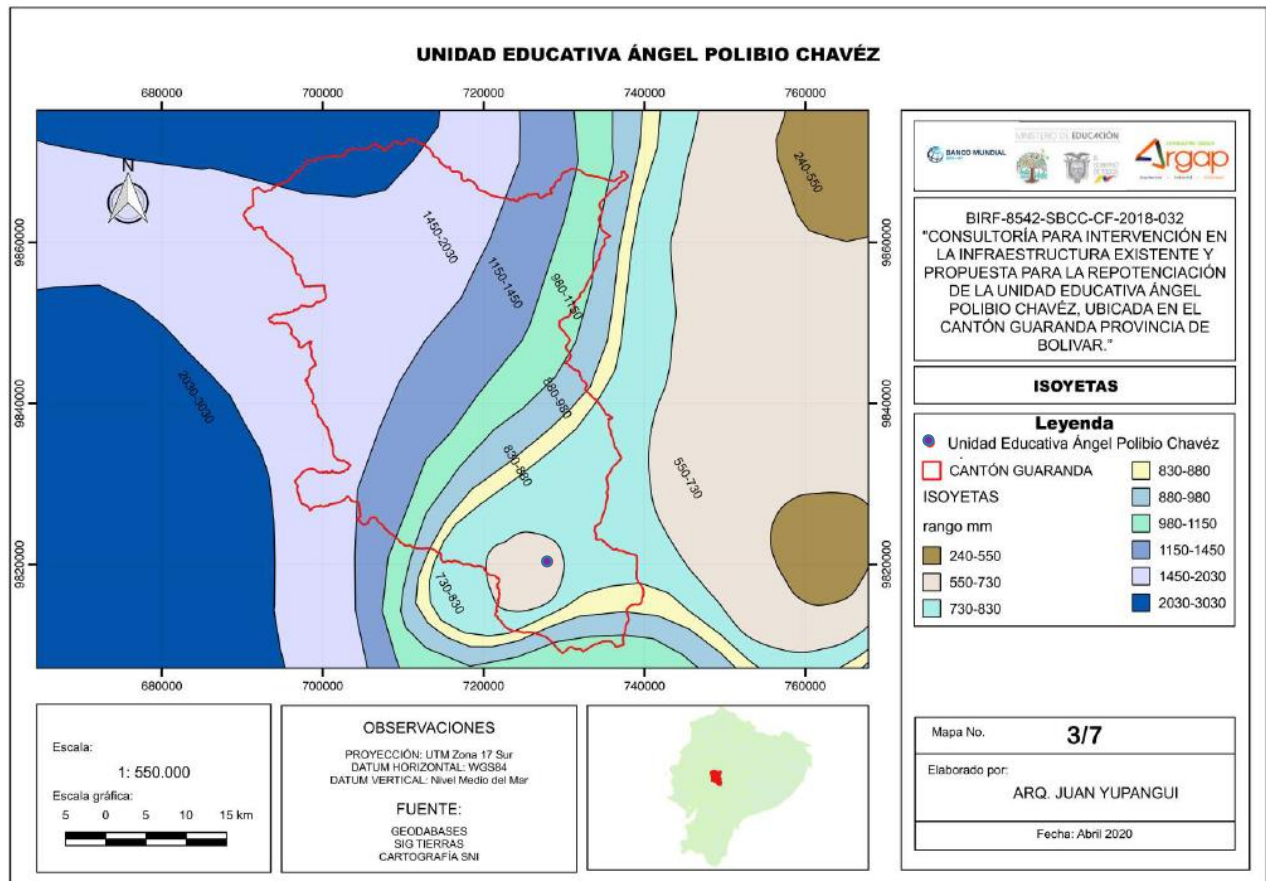 UNIDAD EDUCATIVA ÁNGEL POLIBIO CHAVÉZ
680000
700000
720000
740000
760000
9860000
9840000
9820000
N
240-550
1450-2030
1150-1450
980-1150
880-980
2030-3030
830-880
550-730
730-830
9860000
9840000
9820000
680000
700000
720000
740000
760000
BANCO MUNDIAL
MINISTERIO DE EDUCACIÓN
Argap
BIRF-8542-SBCC-CF-2018-032
"CONSULTORÍA PARA INTERVENCIÓN EN
LA INFRAESTRUCTURA EXISTENTE Y
PROPUESTA PARA LA REPOTENCIACIÓN
DE LA UNIDAD EDUCATIVA ÁNGEL
POLIBIO CHAVÉZ, UBICADA EN EL
CANTÓN GUARANDA PROVINCIA DE
BOLIVAR."
ISOYETAS
Leyenda
Unidad Educativa Ángel Polibio Chavéz
CANTÓN GUARANDA
ISOYETAS
rango mm
240-550
550-730
730-830
830-880
880-980
980-1150
1150-1450
1450-2030
2030-3030
Escala:
1: 550.000
Escala gráfica:
5 0 5 10 15 km
OBSERVACIONES
PROYECCIÓN: UTM Zona 17 Sur
DATUM HORIZONTAL: WGS84
DATUM VERTICAL: Nivel Medio del Mar
FUENTE:
GEODABASES
SIG TIERRAS
CARTOGRAFÍA SNI
Mapa No. 3/7
Elaborado por:
ARQ. JUAN YUPANGUI
Fecha: Abril 2020